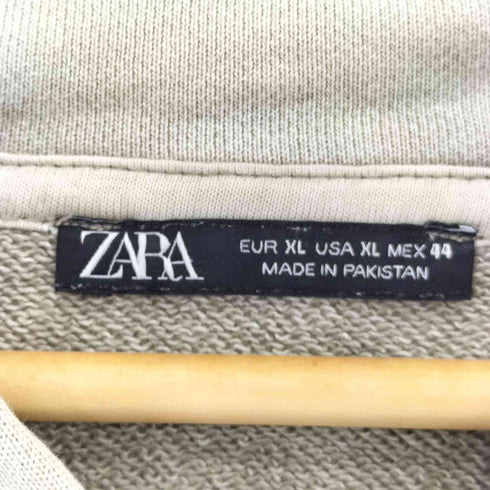 ZARA
EUR XL USA XL MEX 44
MADE IN PAKISTAN